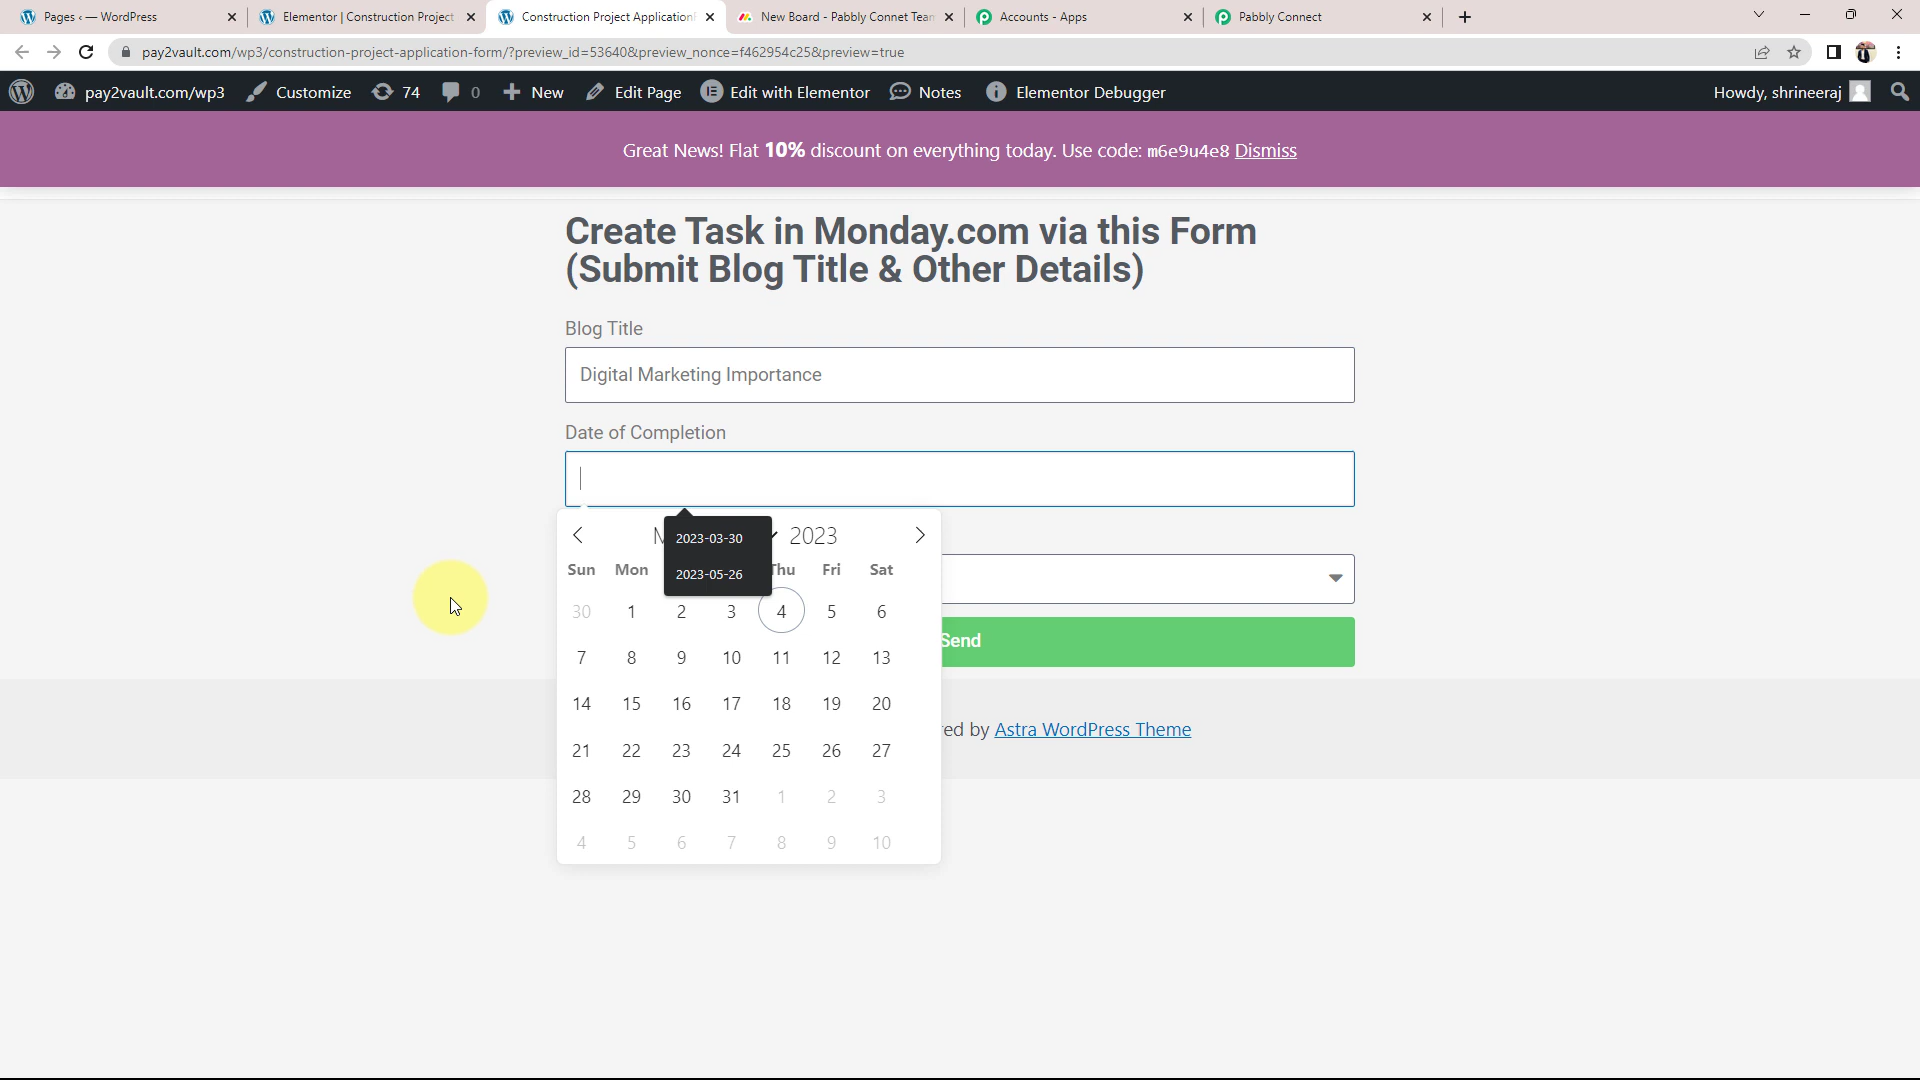 Pages ‹ — WordPress
Elementor | Construction Project
Construction Project Application
New Board - Pabbly Connet Team
Accounts - Apps
Pabbly Connect
pay2vault.com/wp3/construction-project-application-form/?preview_id=53640&preview_nonce=f462954c25&preview=true
pay2vault.com/wp3 Customize 74 0 New Edit Page Edit with Elementor Notes Elementor Debugger Howdy, shrineeraj
Great News! Flat 10% discount on everything today. Use code: m6e9u4e8 Dismiss
Create Task in Monday.com via this Form
(Submit Blog Title & Other Details)
Blog Title
Digital Marketing Importance
Date of Completion
M 2023
2023-03-30
2023-05-26
Sun Mon Thu Fri Sat
30 1 2 3 4 5 6
7 8 9 10 11 12 13
14 15 16 17 18 19 20
21 22 23 24 25 26 27
28 29 30 31 1 2 3
4 5 6 7 8 9 10
Send
ed by Astra WordPress Theme